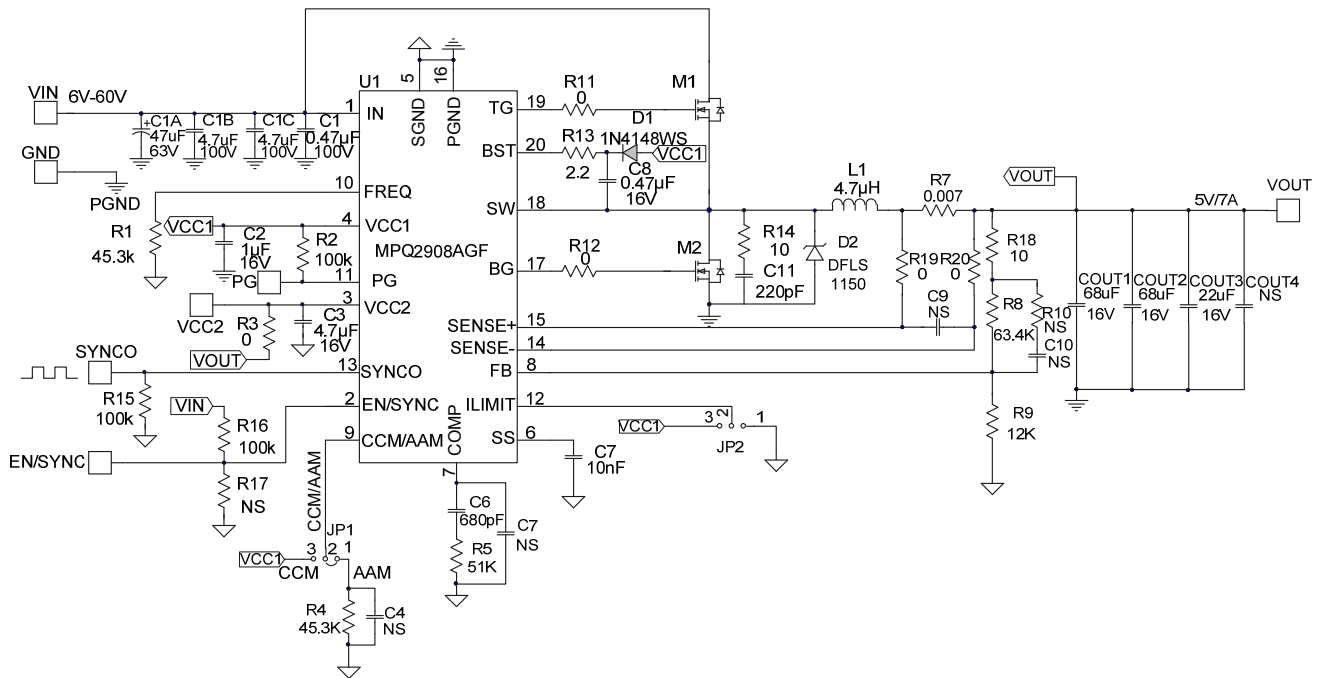 VIN
6V-60V
C1A
47uF
63V
C1B
4.7uF
100V
C1C
4.7uF
100V
C1
0.47µF
100V
GND
PGND
U1
5
16
SGND
PGND
1
IN
10
FREQ
4
VCC1
MPQ2908AGF
11
PG
3
VCC2
13
SYNCO
2
EN/SYNC
9
CCM/AAM
COMP
7
TG
19
BST
20
SW
18
BG
17
SENSE+
15
SENSE-
14
FB
8
ILIMIT
12
SS
6
R1
45.3k
VCC1
C2
1µF
16V
R2
100k
PG
VCC2
R3
0
C3
4.7µF
16V
VOUT
SYNCO
R15
100k
VIN
R16
100k
EN/SYNC
R17
NS
CCM/AAM
JP1
VCC1
3
2
1
CCM
AAM
R4
45.3K
C4
NS
C6
680pF
R5
51K
C7
NS
C7
10nF
R11
0
M1
R13
2.2
D1
1N4148WS
VCC1
C8
0.47µF
16V
R12
0
M2
R14
10
C11
220pF
D2
DFLS
1150
L1
4.7µH
R7
0.007
R19
0
R20
0
C9
NS
R18
10
R8
63.4K
R10
NS
C10
NS
R9
12K
VCC1
3
2
1
JP2
VOUT
5V/7A
VOUT
COUT1
68uF
16V
COUT2
68uF
16V
COUT3
22uF
16V
COUT4
NS